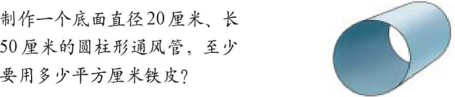 制作一个底面直径20厘米、长
50厘米的圆柱形通风管，至少
要用多少平方厘米铁皮？